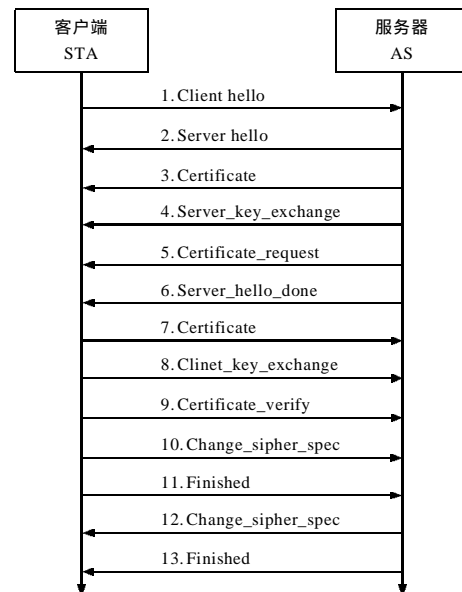 客户端
STA
服务器
AS
1.Client hello
2.Server hello
3.Certificate
4.Server_key_exchange
5.Certificate_request
6.Server_hello_done
7.Certificate
8.Clinet_key_exchange
9.Certificate_verify
10.Change_sipher_spec
11.Finished
12.Change_sipher_spec
13.Finished